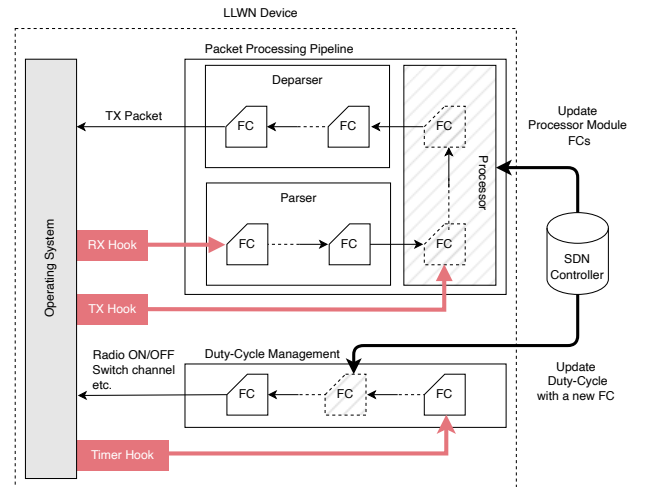 LLWN Device
Packet Processing Pipeline
Deparser
TX Packet
FC
FC
FC
Update
Processor Module
FCs
Processor
Parser
RX Hook
FC
FC
FC
Operating System
SDN
Controller
TX Hook
Radio ON/OFF
Switch channel
etc.
Duty-Cycle Management
FC
FC
FC
Update
Duty-Cycle
with a new FC
Timer Hook